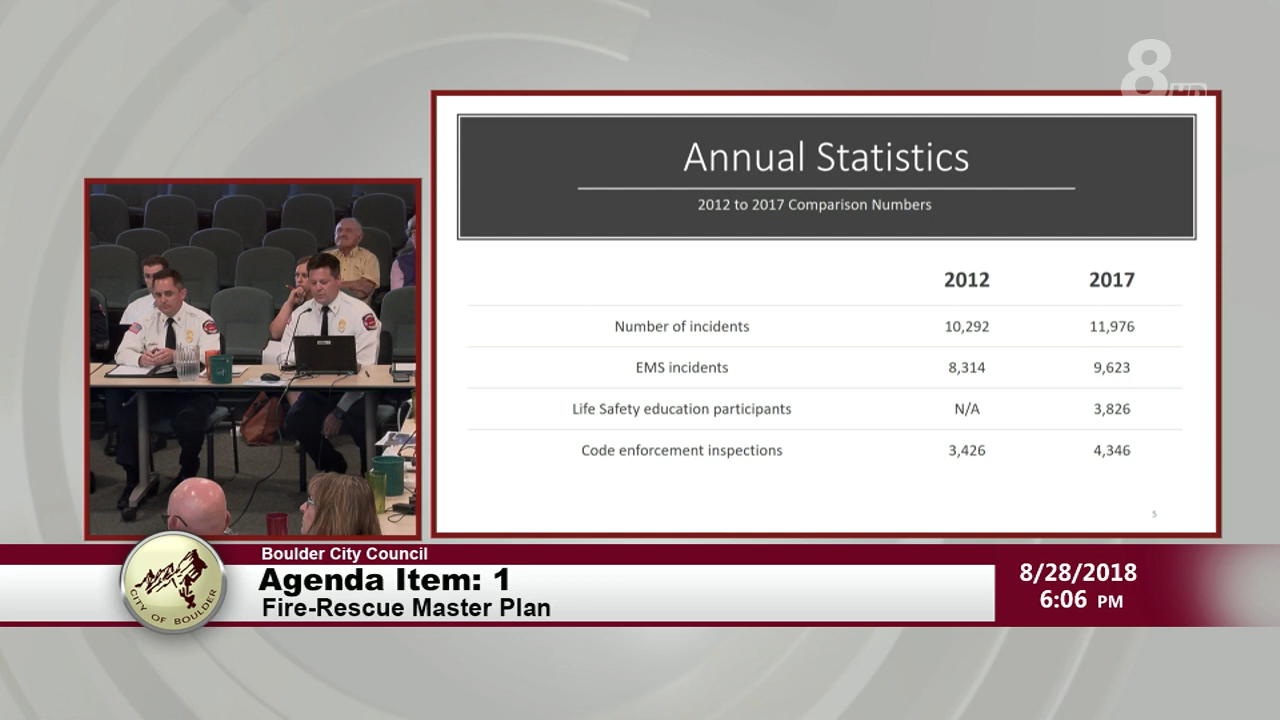 8HD
Annual Statistics
2012 to 2017 Comparison Numbers
2012 2017
Number of incidents 10,292 11,976
EMS incidents 8,314 9,623
Life Safety education participants N/A 3,826
Code enforcement inspections 3,426 4,346
5
Boulder City Council
Agenda Item: 1
Fire-Rescue Master Plan
CITY OF BOULDER
8/28/2018
6:06 PM